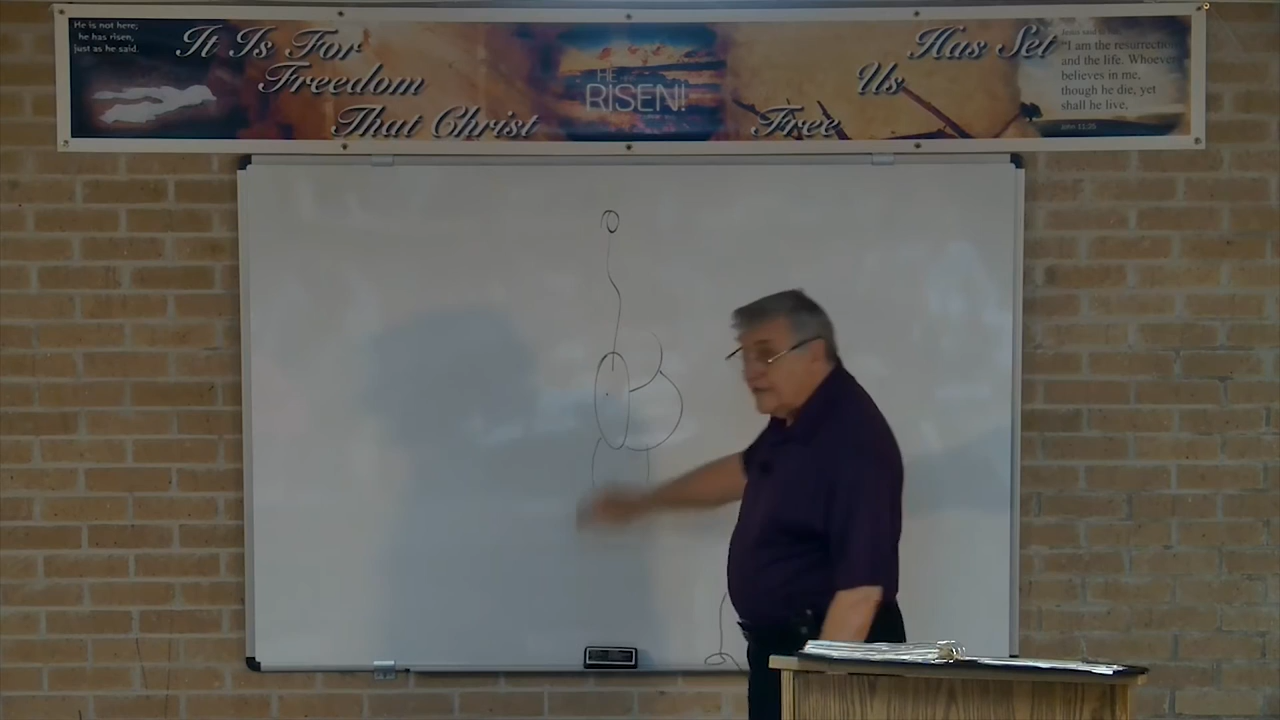 He is not here;
he has risen,
just as he said.
It Is For
Freedom
That Christ
HE
RISEN!
Has Set
Us
Free
"I am the resurrection
and the life. Whoever
believes in me,
though he die, yet
shall he live,
John 11:25